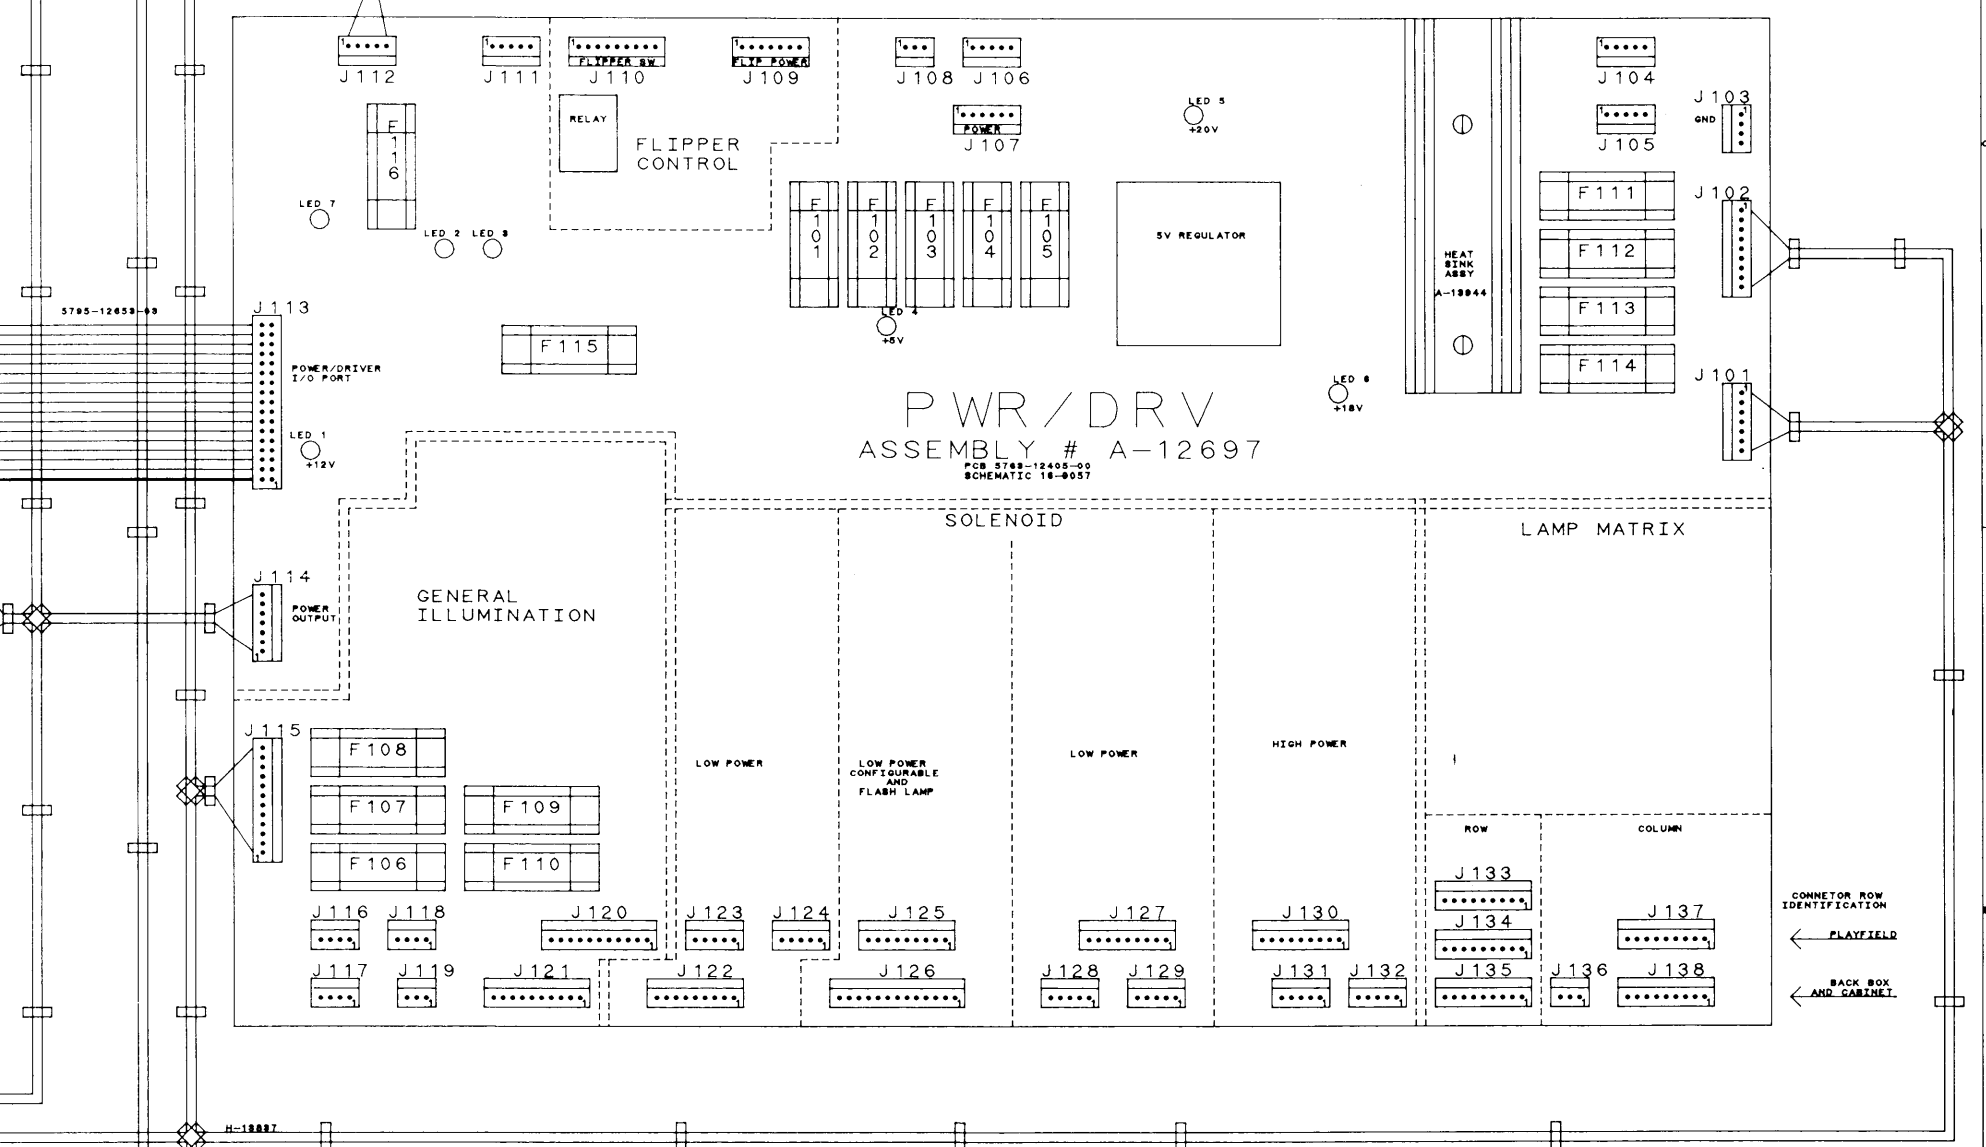 J112
J111
FLIPPER SW
J110
FLIP POWER
J109
J108
J106
J104
J103
GND
J105
POWER
J107
LED 5
+20V
F116
RELAY
FLIPPER
CONTROL
LED 7
LED 2
LED 3
F101
F102
F103
F104
F105
5V REGULATOR
HEAT
SINK
ASSY
A-13944
F111
F112
F113
F114
J102
J101
LED 4
+5V
LED 6
+18V
J113
POWER/DRIVER
I/O PORT
LED 1
+12V
F115
PWR/DRV
ASSEMBLY # A-12697
PCB 5763-12405-00
SCHEMATIC 16-9057
SOLENOID
LAMP MATRIX
J114
POWER
OUTPUT
GENERAL
ILLUMINATION
J115
F108
F107
F109
F106
F110
LOW POWER
LOW POWER
CONFIGURABLE
AND
FLASH LAMP
LOW POWER
HIGH POWER
ROW
COLUMN
J116
J118
J120
J123
J124
J125
J127
J130
J133
J134
J137
J117
J119
J121
J122
J126
J128
J129
J131
J132
J135
J136
J138
CONNETOR ROW
IDENTIFICATION
PLAYFIELD
BACK BOX
AND CABINET